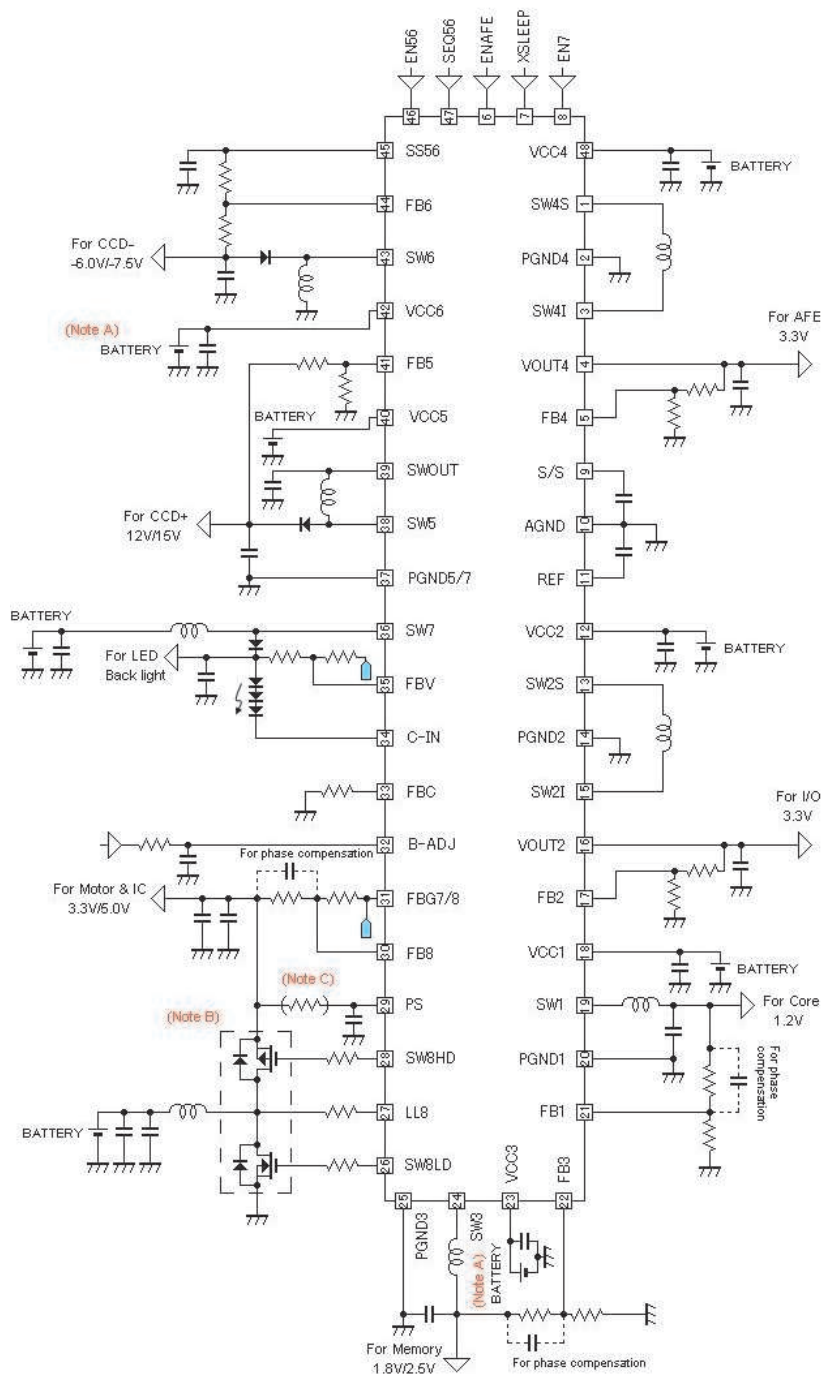 EN56
SEQ56
ENAFE
XSLEEP
EN7
46
47
6
7
8
45 SS56
44 FB6
For CCD–
–6.0V/–7.5V
43 SW6
42 VCC6
(Note A)
BATTERY
41 FB5
BATTERY
40 VCC5
39 SWOUT
For CCD+
12V/15V
38 SW5
37 PGND5/7
BATTERY
36 SW7
For LED
Back light
35 FBV
34 C-IN
33 FBC
32 B-ADJ
For phase compensation
For Motor & IC
3.3V/5.0V
31 FBG7/8
30 FB8
(Note C)
29 PS
(Note B)
28 SW8HD
27 LL8
BATTERY
26 SW8LD
VCC4 48
BATTERY
SW4S 1
PGND4 2
SW4I 3
For AFE
3.3V
VOUT4 4
FB4 5
S/S 9
AGND 10
REF 11
VCC2 12
BATTERY
SW2S 13
PGND2 14
SW2I 15
For I/O
3.3V
VOUT2 16
FB2 17
VCC1 18
BATTERY
SW1 19
For Core
1.2V
PGND1 20
For phase
compensation
FB1 21
VCC3
FB3
25
24
23
22
PGND3
SW3
(Note A)
BATTERY
For Memory
1.8V/2.5V
For phase compensation